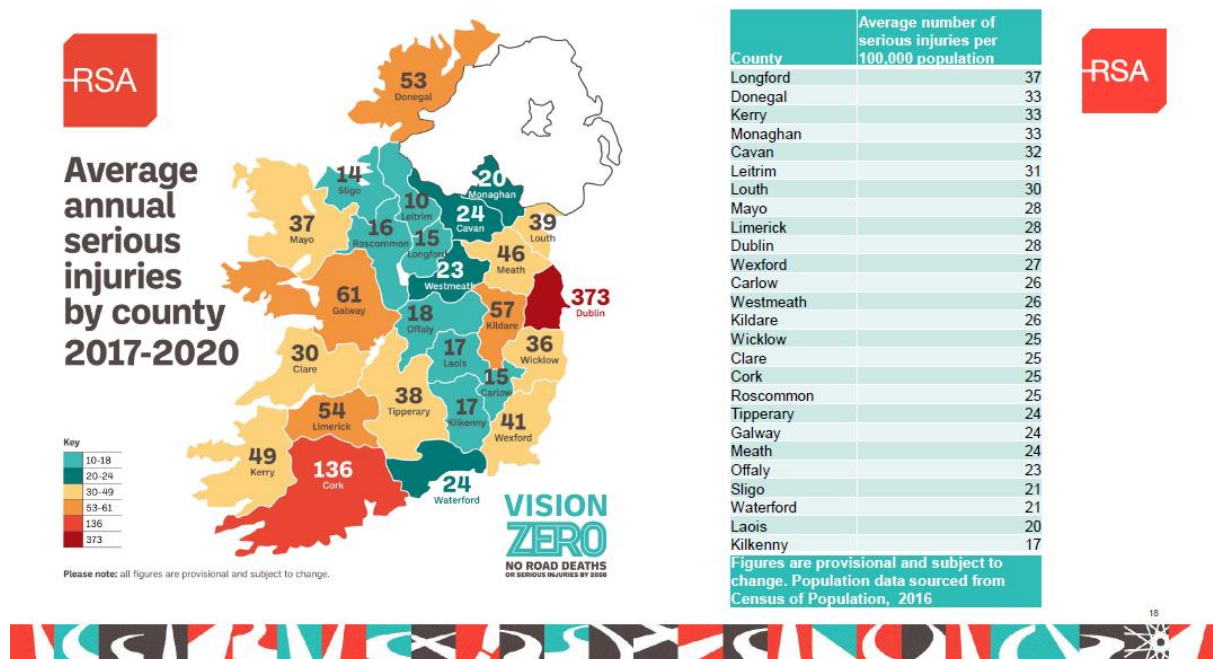 RSA
Average
annual
serious
injuries
by county
2017-2020
53
Donegal
14
Sligo
10
Leitrim
20
Monaghan
24
Cavan
39
Louth
37
Mayo
16
Roscommon
15
Longford
46
Meath
23
Westmeath
373
Dublin
61
Galway
18
Offaly
57
Kildare
17
Laois
36
Wicklow
30
Clare
15
Carlow
38
Tipperary
17
Kilkenny
41
Wexford
54
Limerick
49
Kerry
136
Cork
24
Waterford
Key
10-18
20-24
30-49
53-61
136
373
VISION
ZERO
NO ROAD DEATHS
OR SERIOUS INJURIES BY 2050
Please note: all figures are provisional and subject to change.
County Average number of
serious injuries per
100,000 population
Longford 37
Donegal 33
Kerry 33
Monaghan 33
Cavan 32
Leitrim 31
Louth 30
Mayo 28
Limerick 28
Dublin 28
Wexford 27
Carlow 26
Westmeath 26
Kildare 26
Wicklow 25
Clare 25
Cork 25
Roscommon 25
Tipperary 24
Galway 24
Meath 24
Offaly 23
Sligo 21
Waterford 21
Laois 20
Kilkenny 17
Figures are provisional and subject to
change. Population data sourced from
Census of Population, 2016
RSA
18